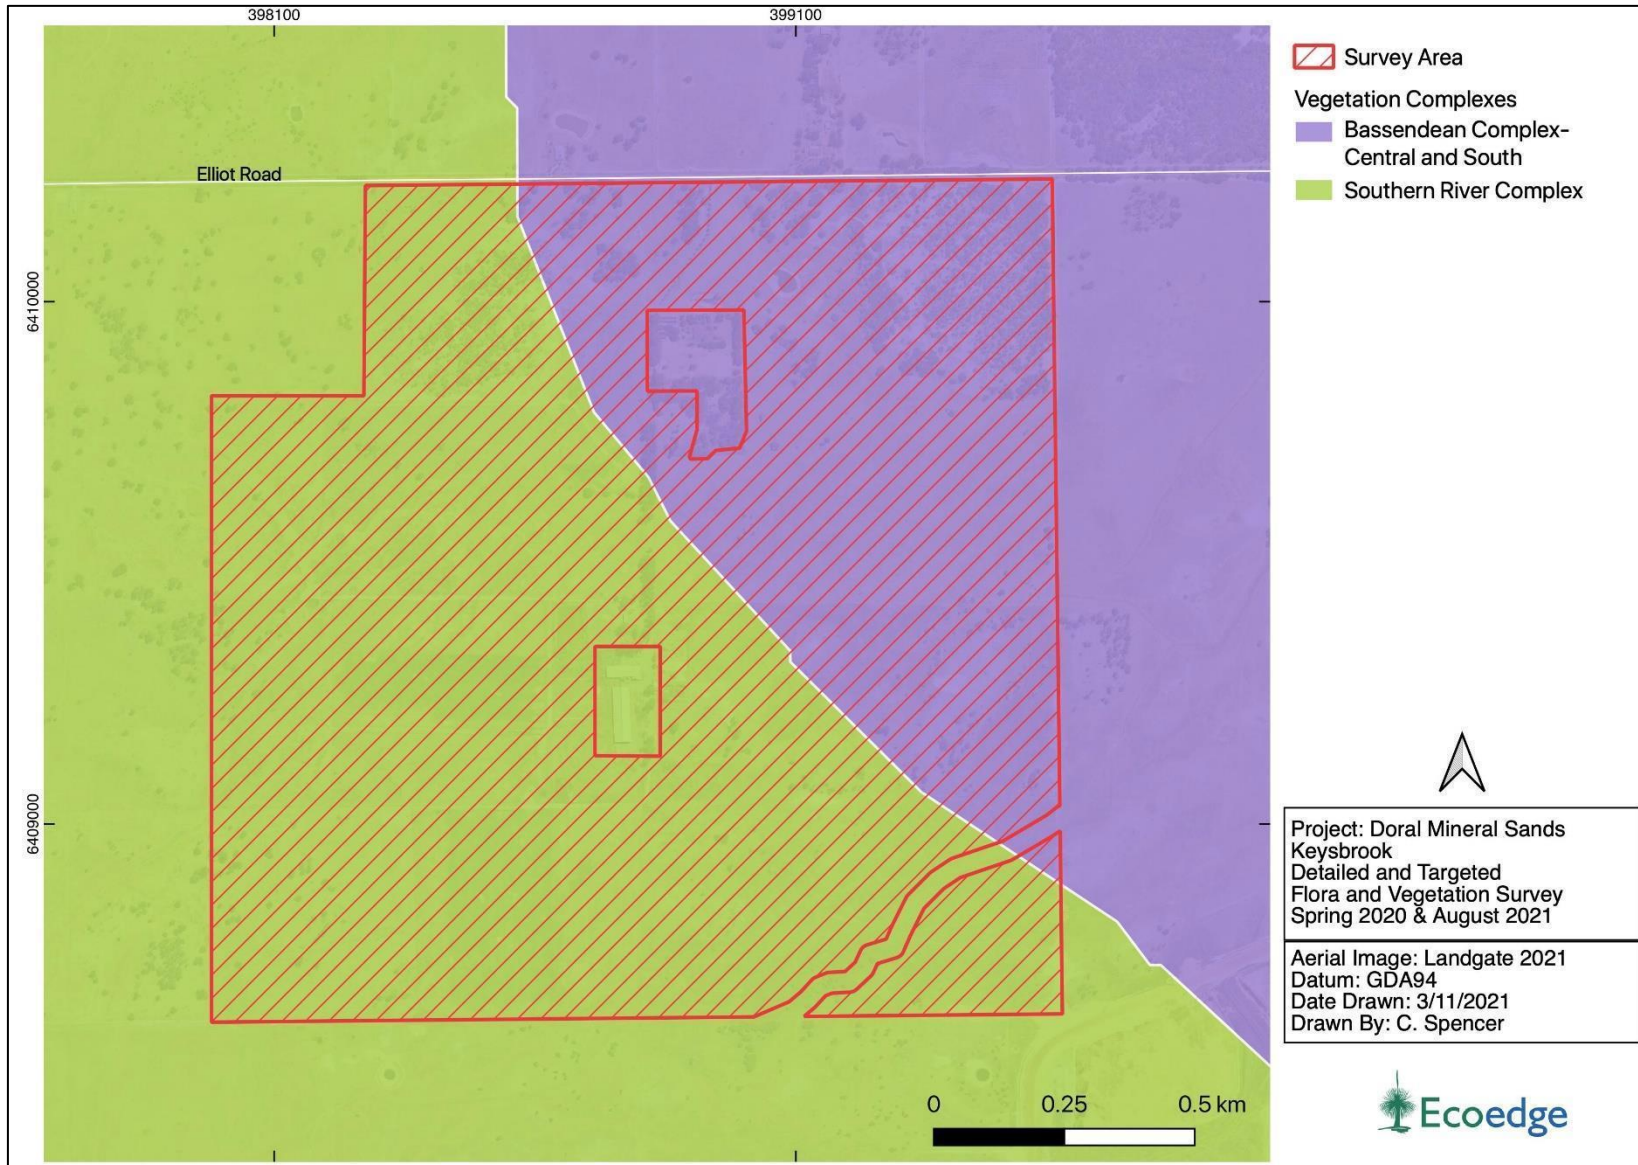 398100
399100
Survey Area
Vegetation Complexes
Bassendean Complex-
Central and South
Southern River Complex
Elliot Road
6410000
6409000
Project: Doral Mineral Sands
Keysbrook
Detailed and Targeted
Flora and Vegetation Survey
Spring 2020 & August 2021
Aerial Image: Landgate 2021
Datum: GDA94
Date Drawn: 3/11/2021
Drawn By: C. Spencer
0 0.25 0.5 km
Ecoedge